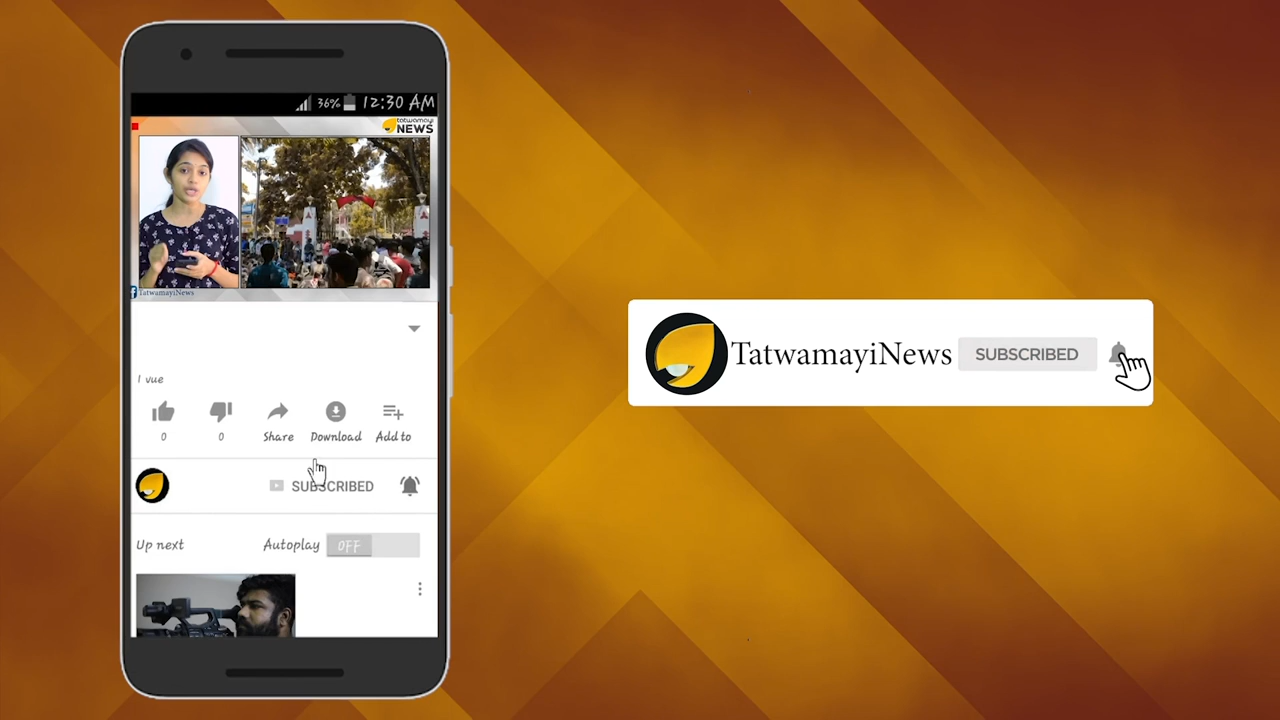 36% 12:30 AM
tatwamayi
NEWS
TatwamayiNews
1 vue
0 0 Share Download Add to
SUBSCRIBED
Up next Autoplay OFF
TatwamayiNews SUBSCRIBED